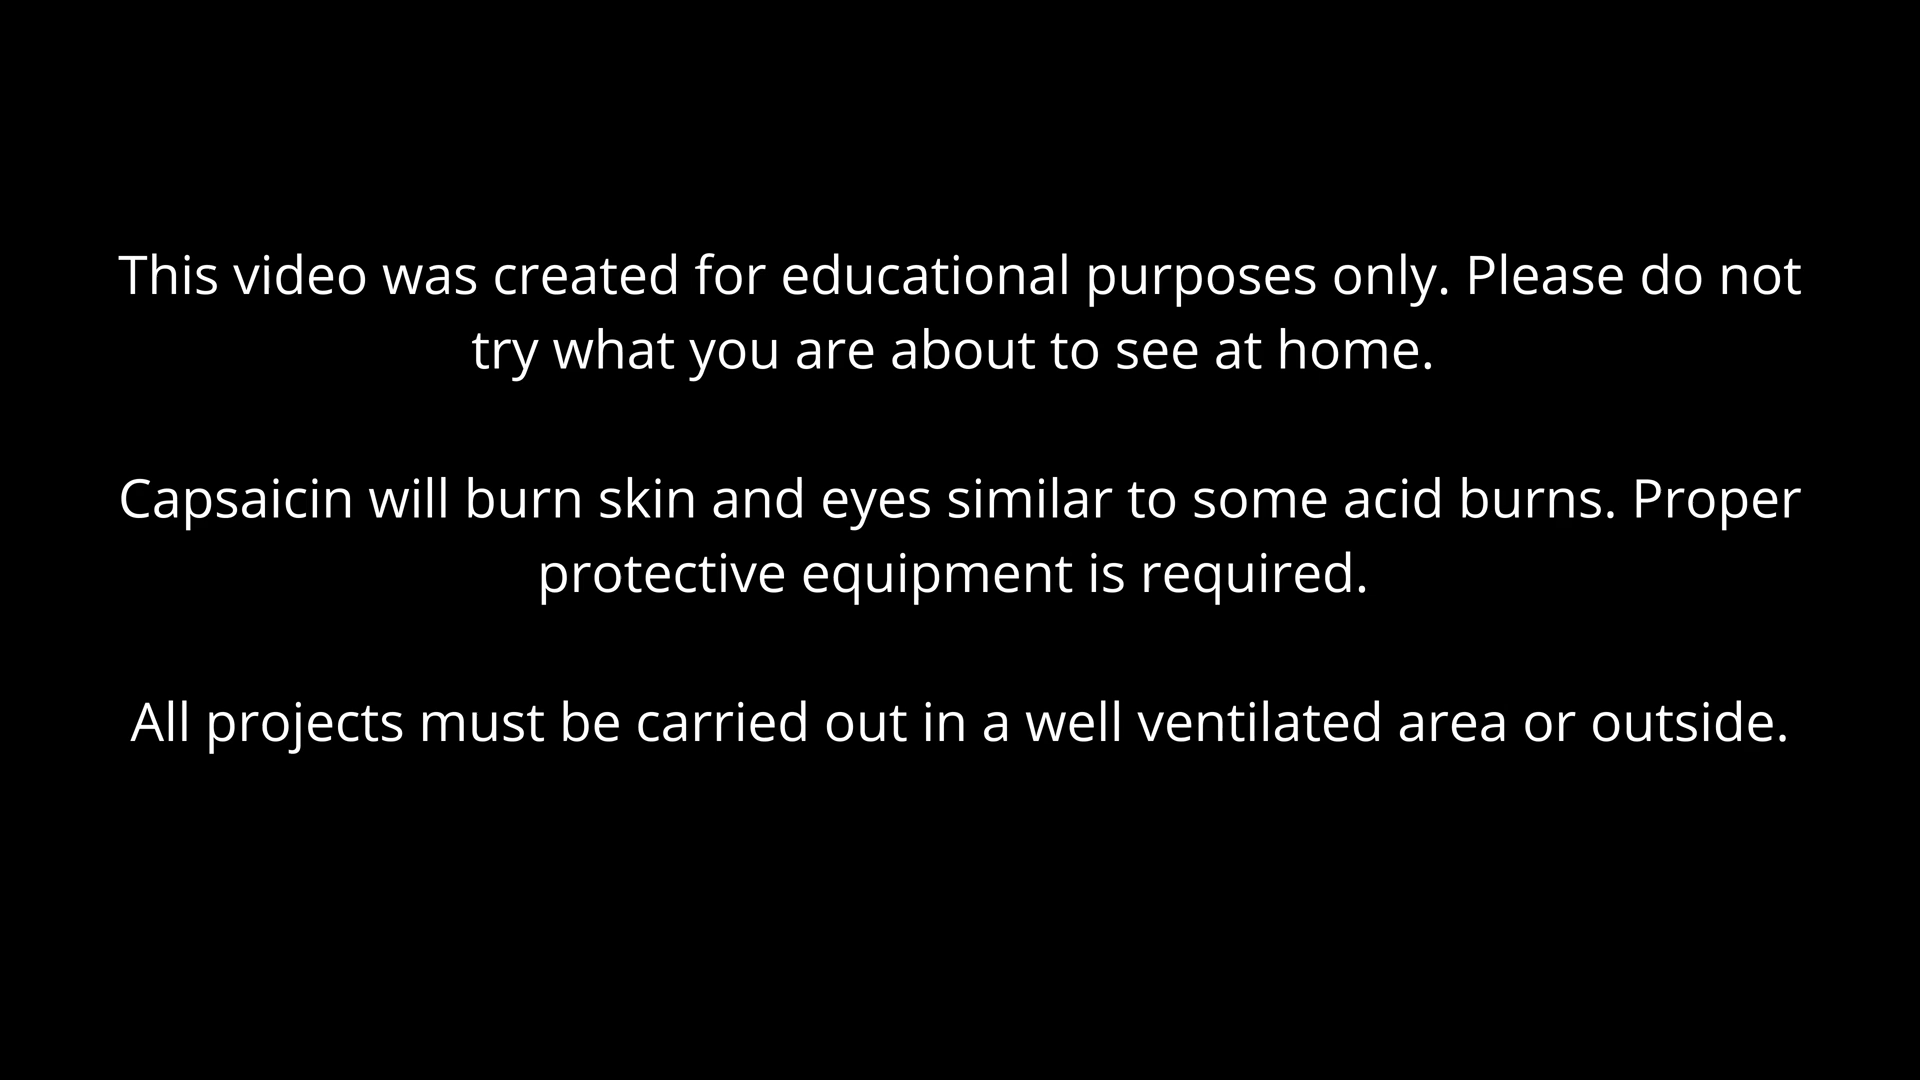 This video was created for educational purposes only. Please do not
try what you are about to see at home.
Capsaicin will burn skin and eyes similar to some acid burns. Proper
protective equipment is required.
All projects must be carried out in a well ventilated area or outside.